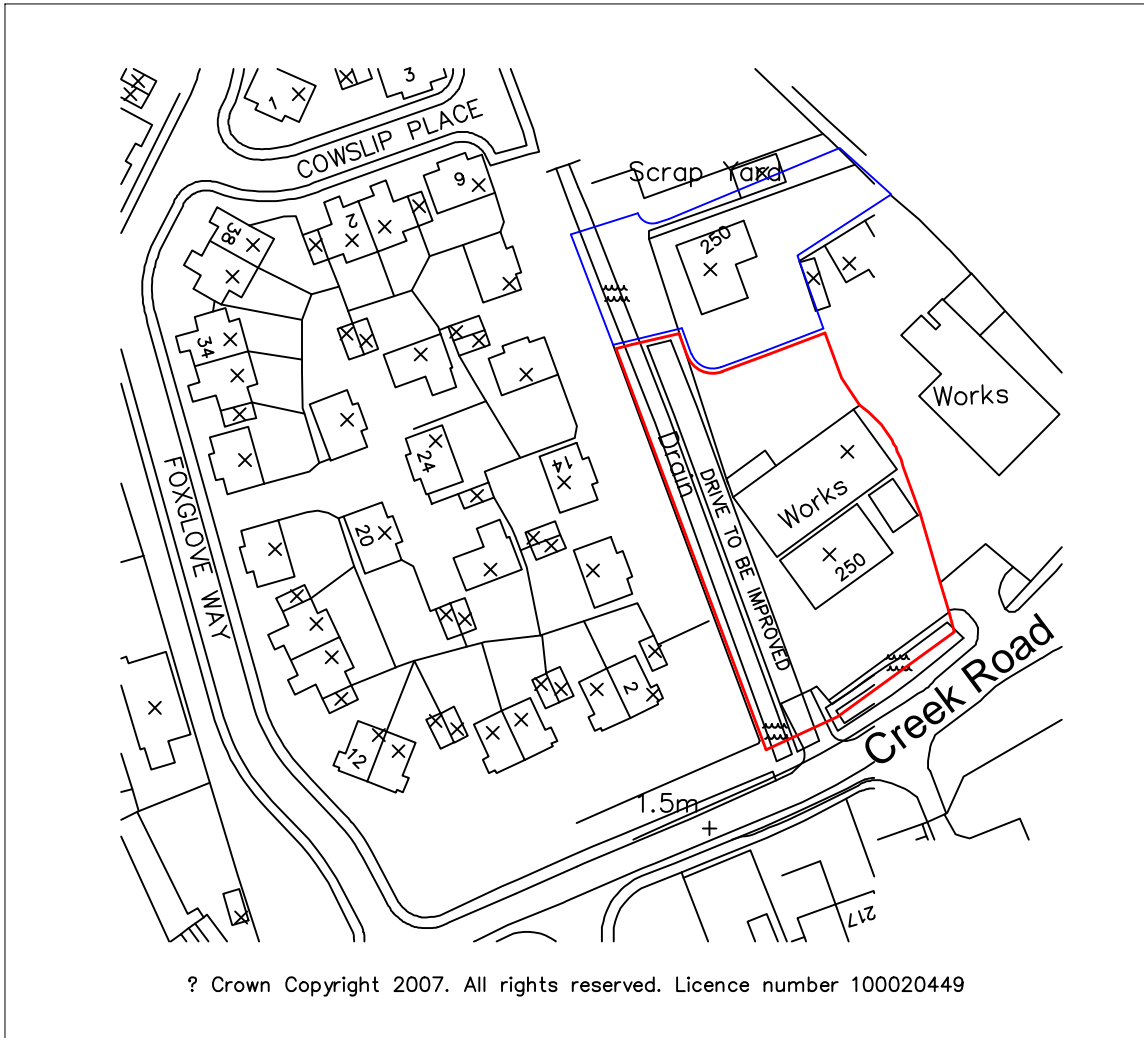 3
1
COWSLIP PLACE
Scrap Yard
9
2
38
250
34
Works
24
14
Drain
DRIVE TO BE IMPROVED
FOXGLOVE WAY
Works
20
250
2
12
Creek Road
1.5m
217
? Crown Copyright 2007. All rights reserved. Licence number 100020449